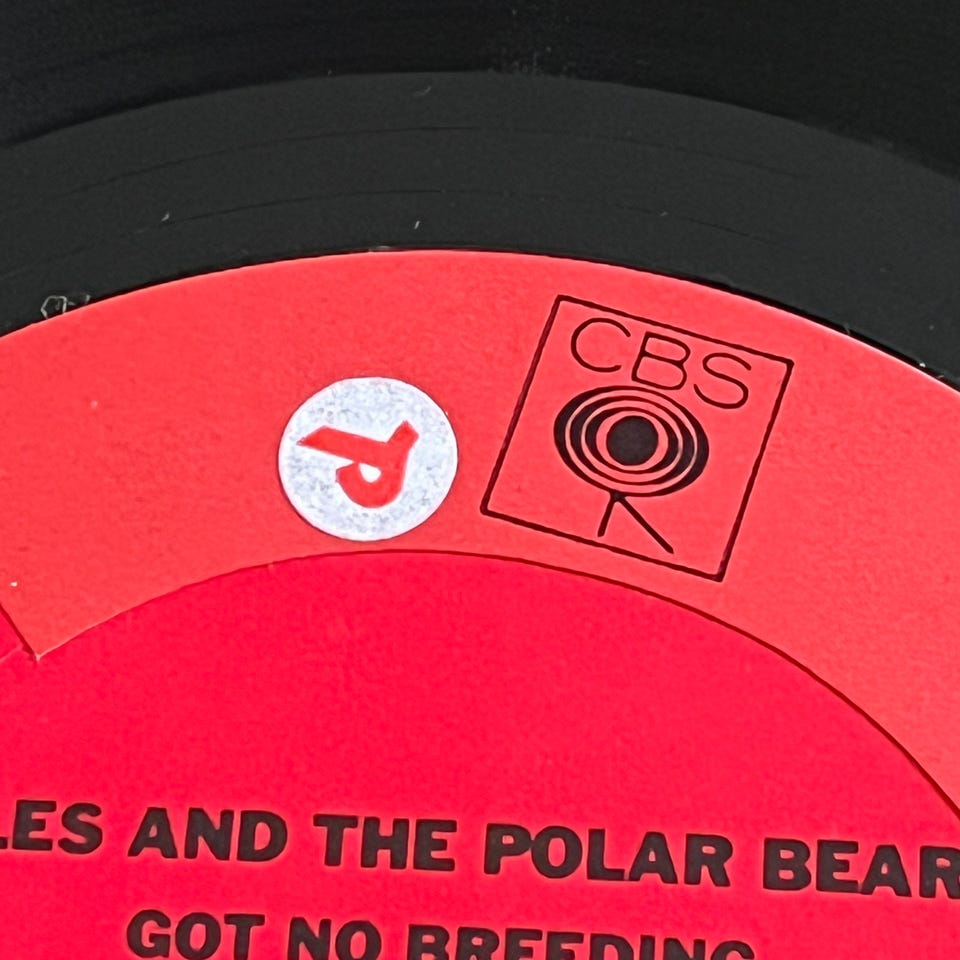 CBS
LES AND THE POLAR BEAR
GOT NO BREEDING